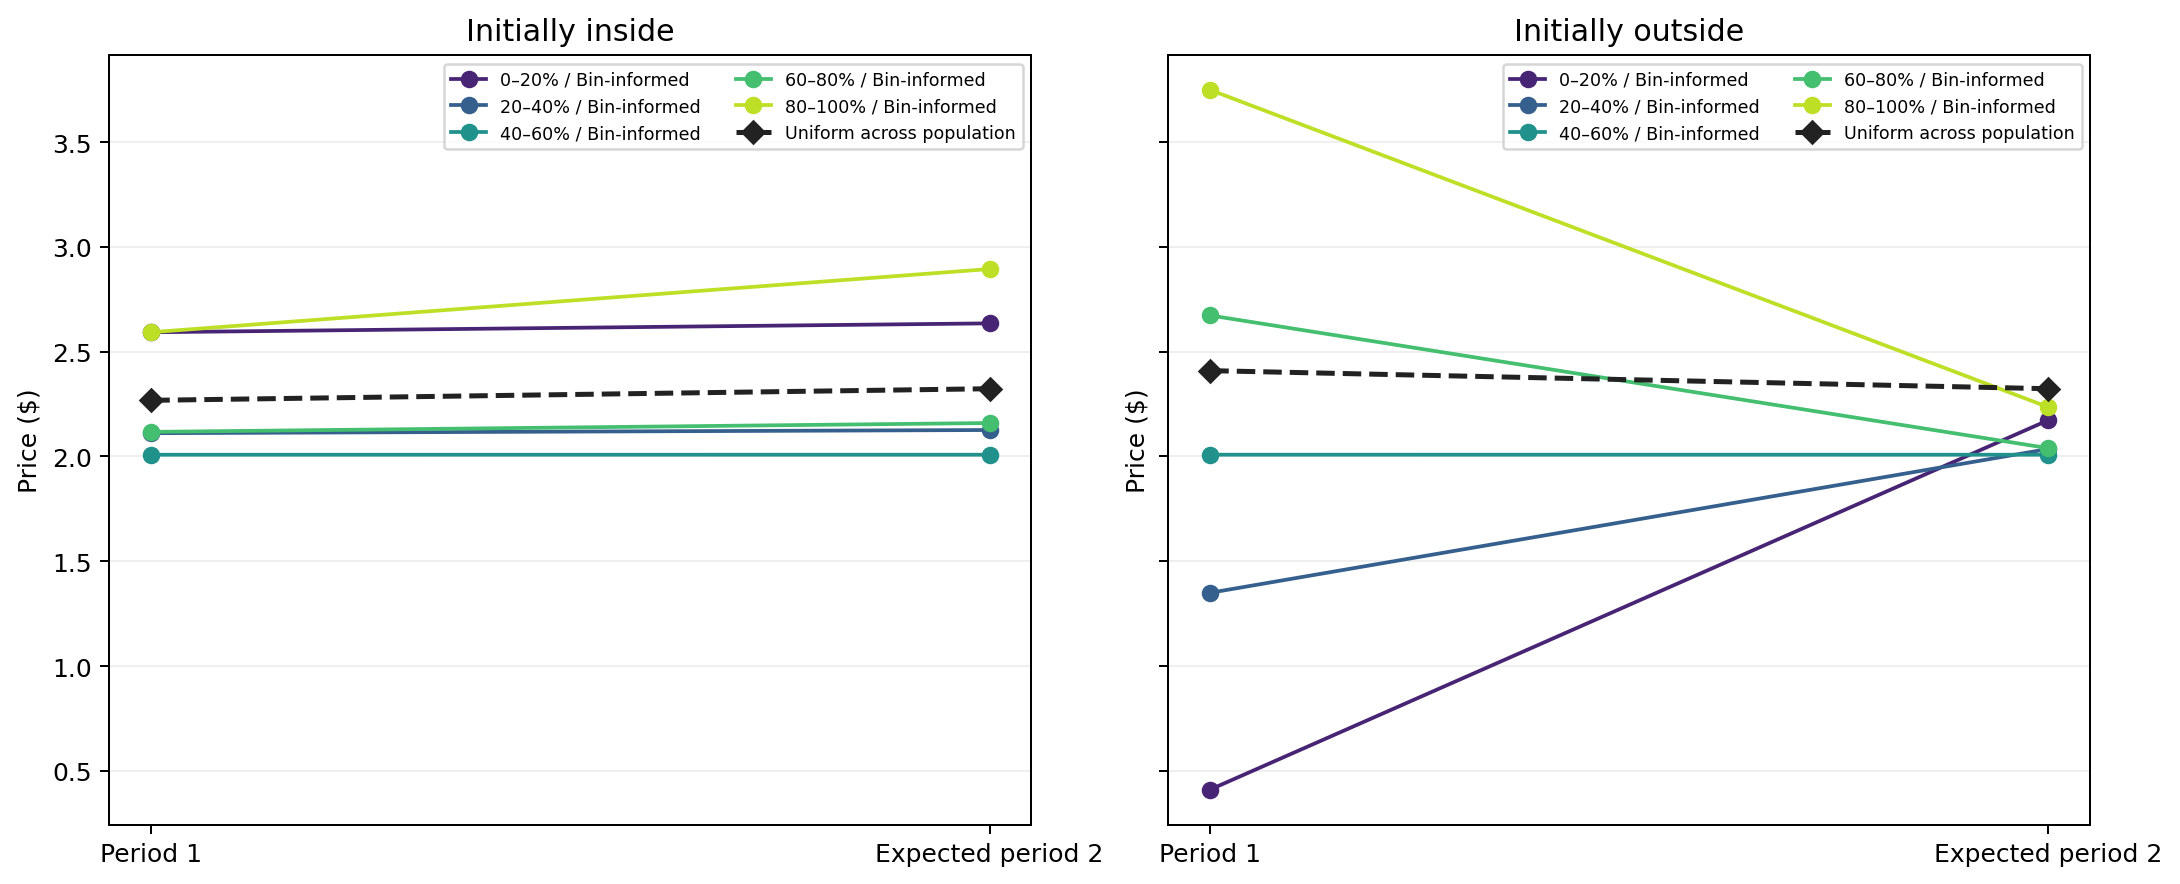 Initially inside
0–20% / Bin-informed
20–40% / Bin-informed
40–60% / Bin-informed
60–80% / Bin-informed
80–100% / Bin-informed
Uniform across population
Price ($)
3.5
3.0
2.5
2.0
1.5
1.0
0.5
Period 1
Expected period 2
Initially outside
0–20% / Bin-informed
20–40% / Bin-informed
40–60% / Bin-informed
60–80% / Bin-informed
80–100% / Bin-informed
Uniform across population
Price ($)
Period 1
Expected period 2